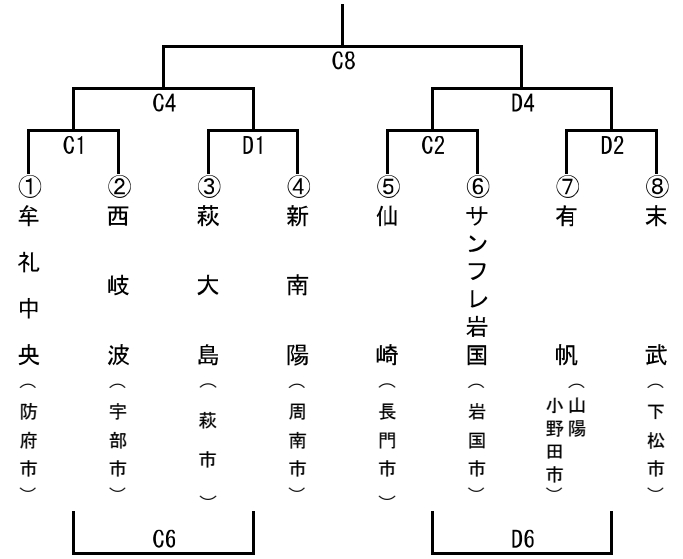 C8
C4
D4
C1
D1
C2
D2
①
②
③
④
⑤
⑥
⑦
⑧
牟礼中央
(防府市)
西岐波
(宇部市)
萩大島
(萩市)
新南陽
(周南市)
仙崎
(長門市)
サンフレ岩国
(岩国市)
有帆
(山陽
小野田市)
末武
(下松市)
C6
D6